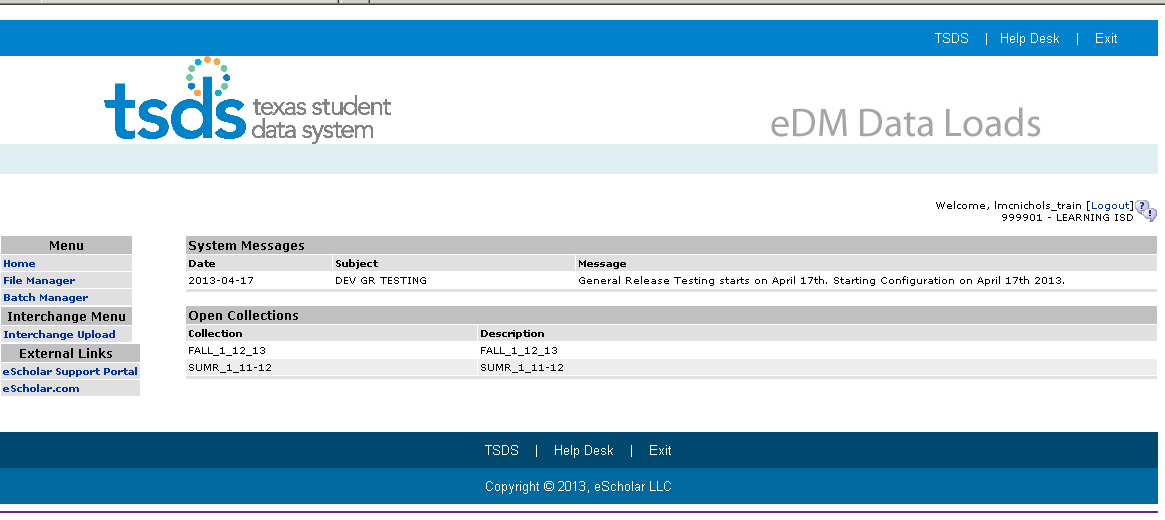 TSDS | Help Desk | Exit
tsds texas student data system
eDM Data Loads
Welcome, lmcnichols_train [Logout]
999901 - LEARNING ISD
Menu
Home
File Manager
Batch Manager
Interchange Menu
Interchange Upload
External Links
eScholar Support Portal
eScholar.com
System Messages
Date Subject Message
2013-04-17 DEV GR TESTING General Release Testing starts on April 17th. Starting Configuration on April 17th 2013.
Open Collections
Collection Description
FALL_1_12_13 FALL_1_12_13
SUMR_1_11-12 SUMR_1_11-12
TSDS | Help Desk | Exit
Copyright © 2013, eScholar LLC